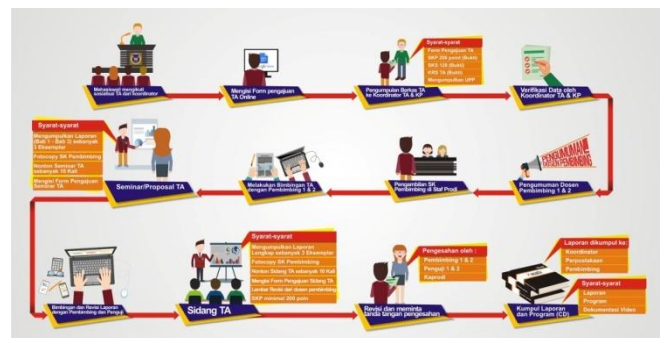 Mahasiswa mengikuti
sosialisai TA dari koordinator
Mengisi Form pengajuan
TA Online
Syarat-syarat
Form Pengajuan TA
SKP 200 point (Bukti)
SKS 120 (Bukti)
KRS TA (Bukti)
Mengumpulkan UPP
Pengumpulan Berkas TA
ke Koordinator TA & KP
Verifikasi Data oleh
Koordinator TA & KP
Syarat-syarat
Mengumpulkan Laporan
(Bab 1 - Bab 3) sebanyak
3 Eksemplar
Fotocopy SK Pembimbing
Nonton Seminar TA
sebanyak 10 Kali
Mengisi Form Pengajuan
Seminar TA
Seminar/Proposal TA
Melakukan Bimbingan TA
dengan Pembimbing 1 & 2
Pengambilan SK
Pembimbing di Staf Prodi
PENGUMUMAN
DOSEN PEMBIMBING
Pengumuman Dosen
Pembimbing 1 & 2
Bimbingan dan Revisi Laporan
dengan Pembimbing dan Penguji
Syarat-syarat
Mengumpulkan Laporan
Lengkap sebanyak 3 Eksemplar
Fotocopy SK Pembimbing
Nonton Sidang TA sebanyak 10 Kali
Mengisi Form Pengajuan Sidang TA
Lembar Revisi dari dosen pembimbing
SKP minimal 200 poin
Sidang TA
Pengesahan oleh :
Pembimbing 1 & 2
Penguji 1 & 2
Kaprodi
Revisi dan meminta
tanda tangan pengesahan
Laporan dikumpul ke:
Koordinator
Perpustakaan
Pembimbing
Syarat-syarat
Laporan
Program
Dokumentasi Video
Kumpul Laporan
dan Program (CD)